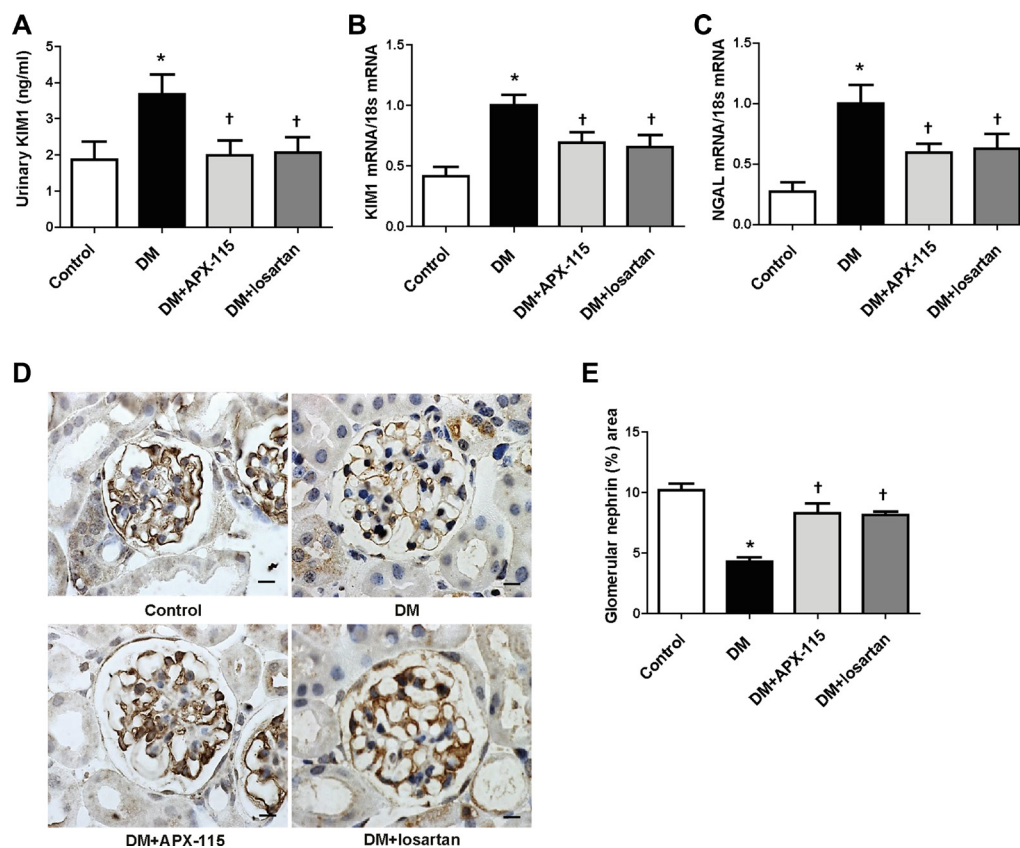 A
Urinary KIM1 (ng/ml)
5
4
3
2
1
0
*
†
†
Control
DM
DM+APX-115
DM+losartan
B
KIM1 mRNA/18s mRNA
1.5
1.0
0.5
0.0
*
†
†
Control
DM
DM+APX-115
DM+losartan
C
NGAL mRNA/18s mRNA
1.5
1.0
0.5
0.0
*
†
†
Control
DM
DM+APX-115
DM+losartan
D
Control
DM
DM+APX-115
DM+losartan
E
Glomerular nephrin (%) area
15
10
5
0
*
†
†
Control
DM
DM+APX-115
DM+losartan